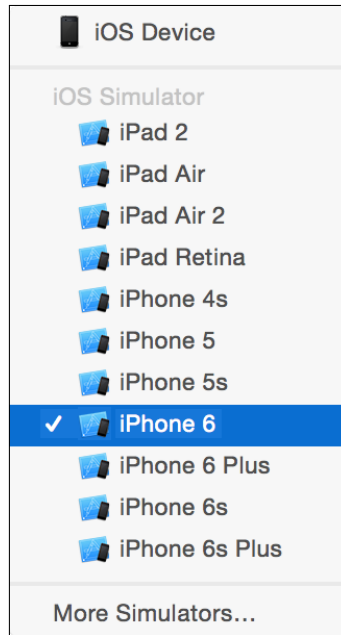 iOS Device
iOS Simulator
iPad 2
iPad Air
iPad Air 2
iPad Retina
iPhone 4s
iPhone 5
iPhone 5s
✓ iPhone 6
iPhone 6 Plus
iPhone 6s
iPhone 6s Plus
More Simulators...